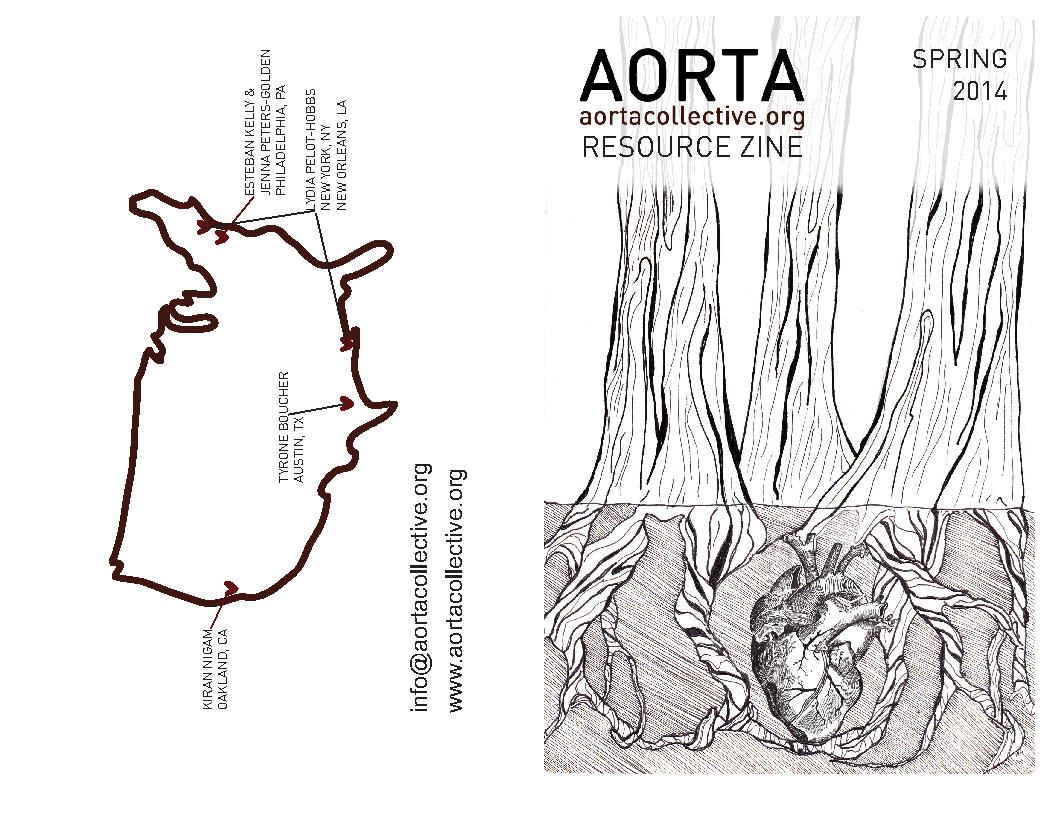 ESTEBAN KELLY &
JENNA PETERS-GOLDEN
PHILADELPHIA, PA
LYDIA PELOT-HOBBS
NEW YORK, NY
NEW ORLEANS, LA
TYRONE BOUCHER
AUSTIN, TX
KIRAN NIGAM
OAKLAND, CA
info@aortacollective.org
www.aortacollective.org
AORTA
aortacollective.org
RESOURCE ZINE
SPRING
2014